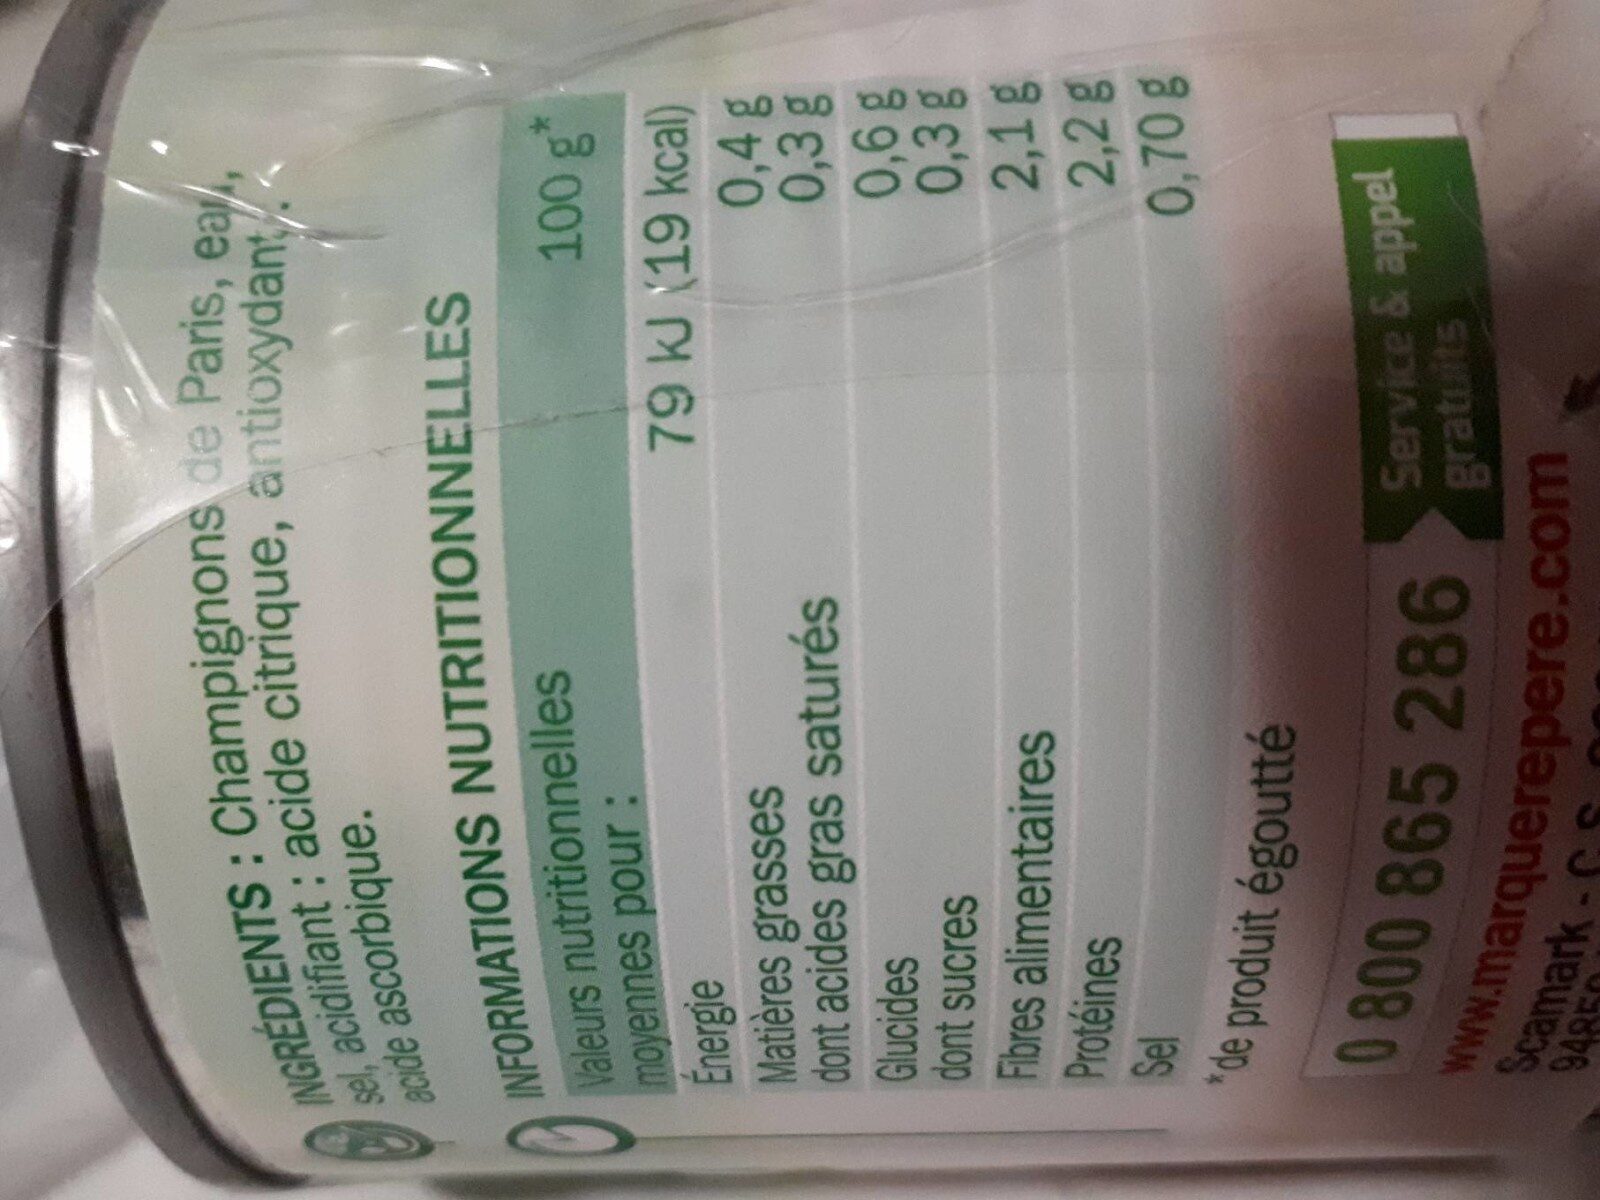 INGRÉDIENTS : Champignons de Paris, eau,
sel, acidifiant : acide citrique, antioxydant :
acide ascorbique.
INFORMATIONS NUTRITIONNELLES
Valeurs nutritionnelles
moyennes pour : 100 g*
Énergie 79 kJ (19 kcal)
Matières grasses 0,4 g
dont acides gras saturés 0,3 g
Glucides 0,6 g
dont sucres 0,3 g
Fibres alimentaires 2,1 g
Protéines 2,2 g
Sel 0,70 g
*de produit égoutté
0 800 865 286 Service & appel
gratuits
www.marquerepere.com
Scamark - C.S.